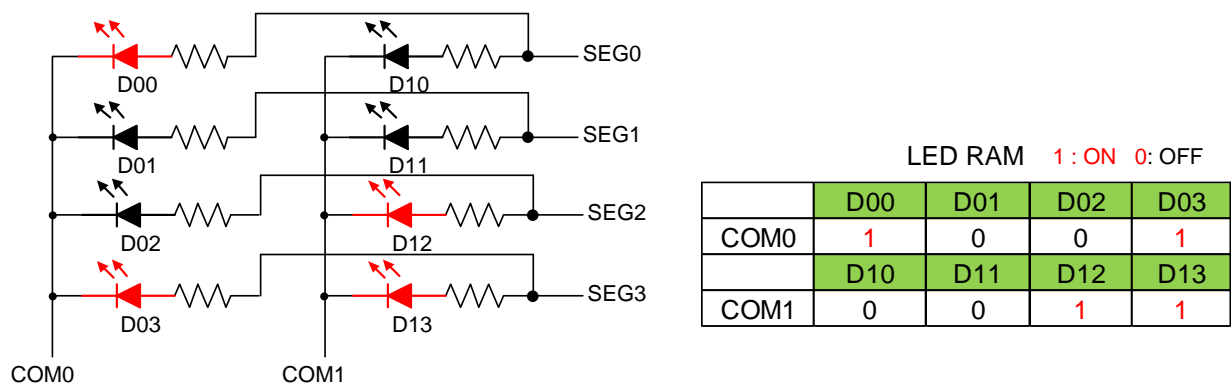 SEG0
D00
D10
SEG1
D01
D11
SEG2
D02
D12
SEG3
D03
D13
COM0
COM1
LED RAM 1 : ON 0: OFF
D00 D01 D02 D03
COM0 1 0 0 1
D10 D11 D12 D13
COM1 0 0 1 1